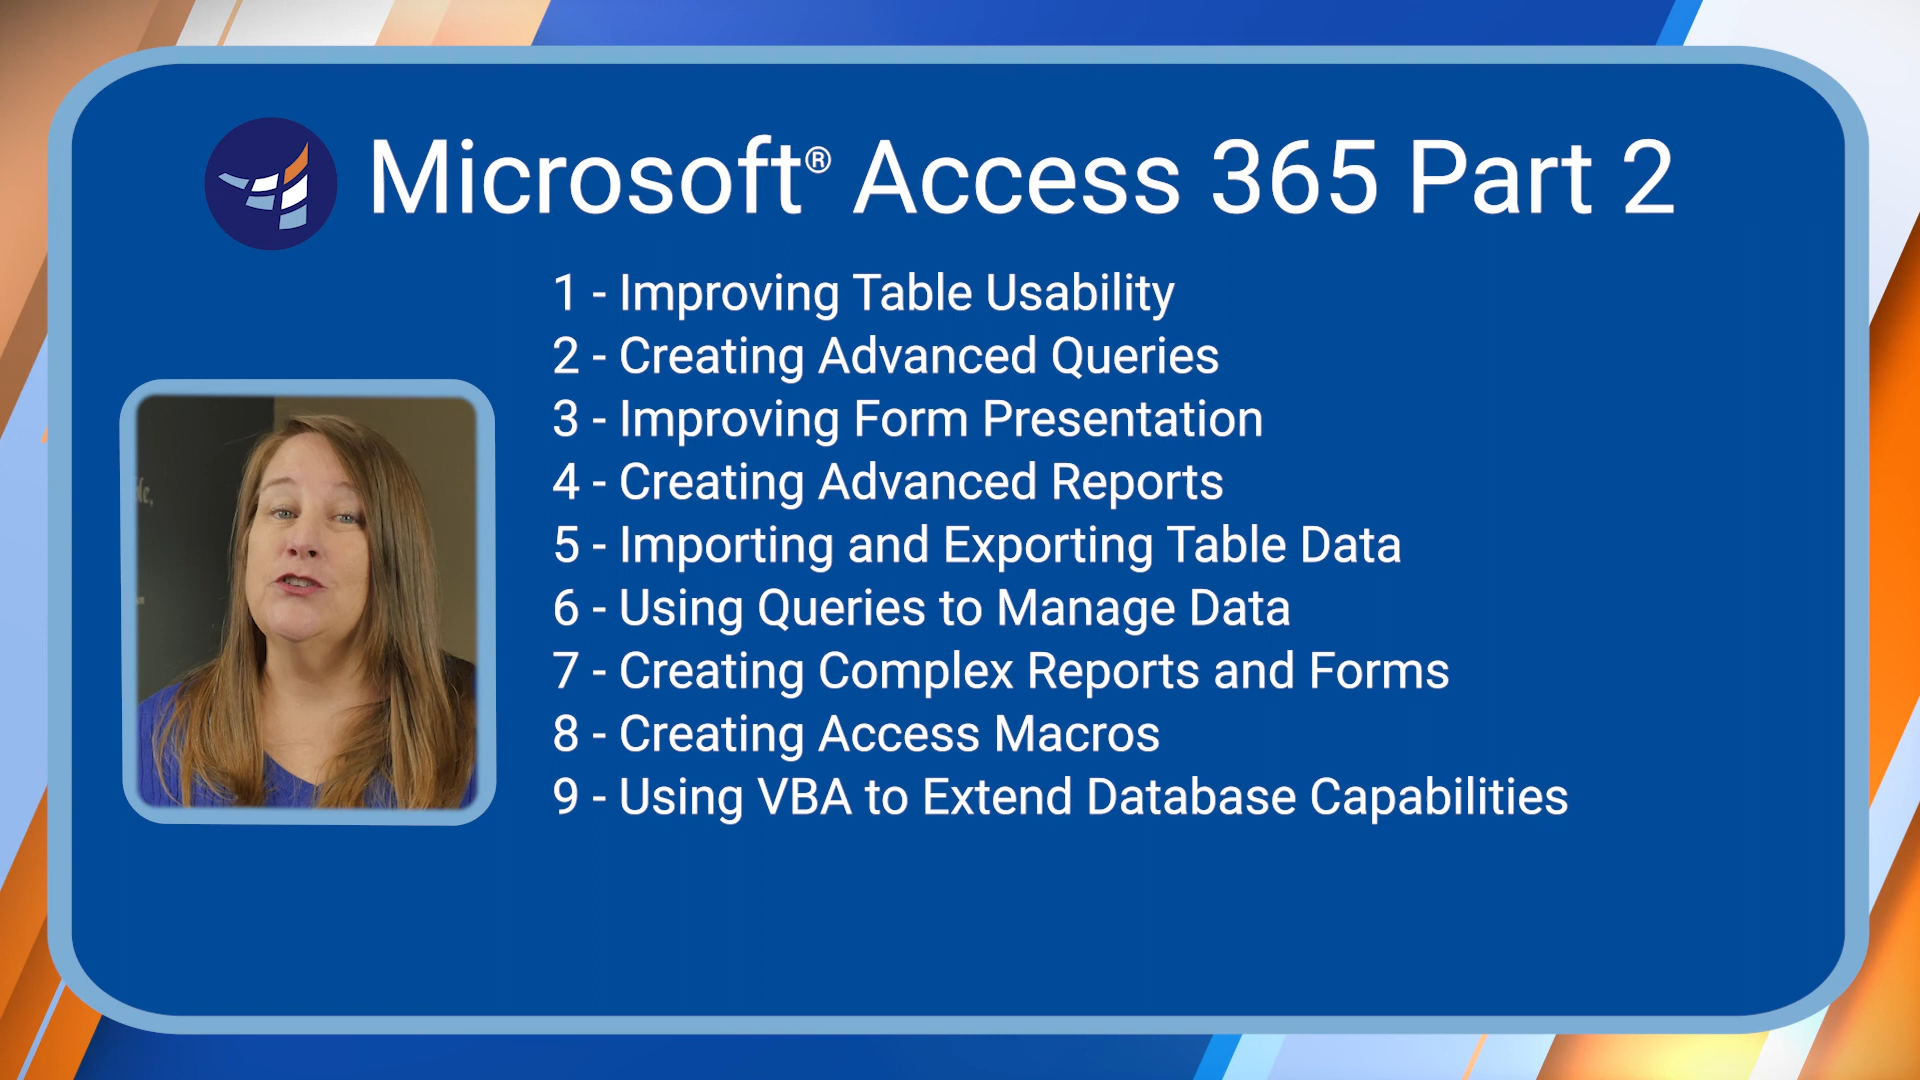 Microsoft® Access 365 Part 2
1 - Improving Table Usability
2 - Creating Advanced Queries
3 - Improving Form Presentation
4 - Creating Advanced Reports
5 - Importing and Exporting Table Data
6 - Using Queries to Manage Data
7 - Creating Complex Reports and Forms
8 - Creating Access Macros
9 - Using VBA to Extend Database Capabilities